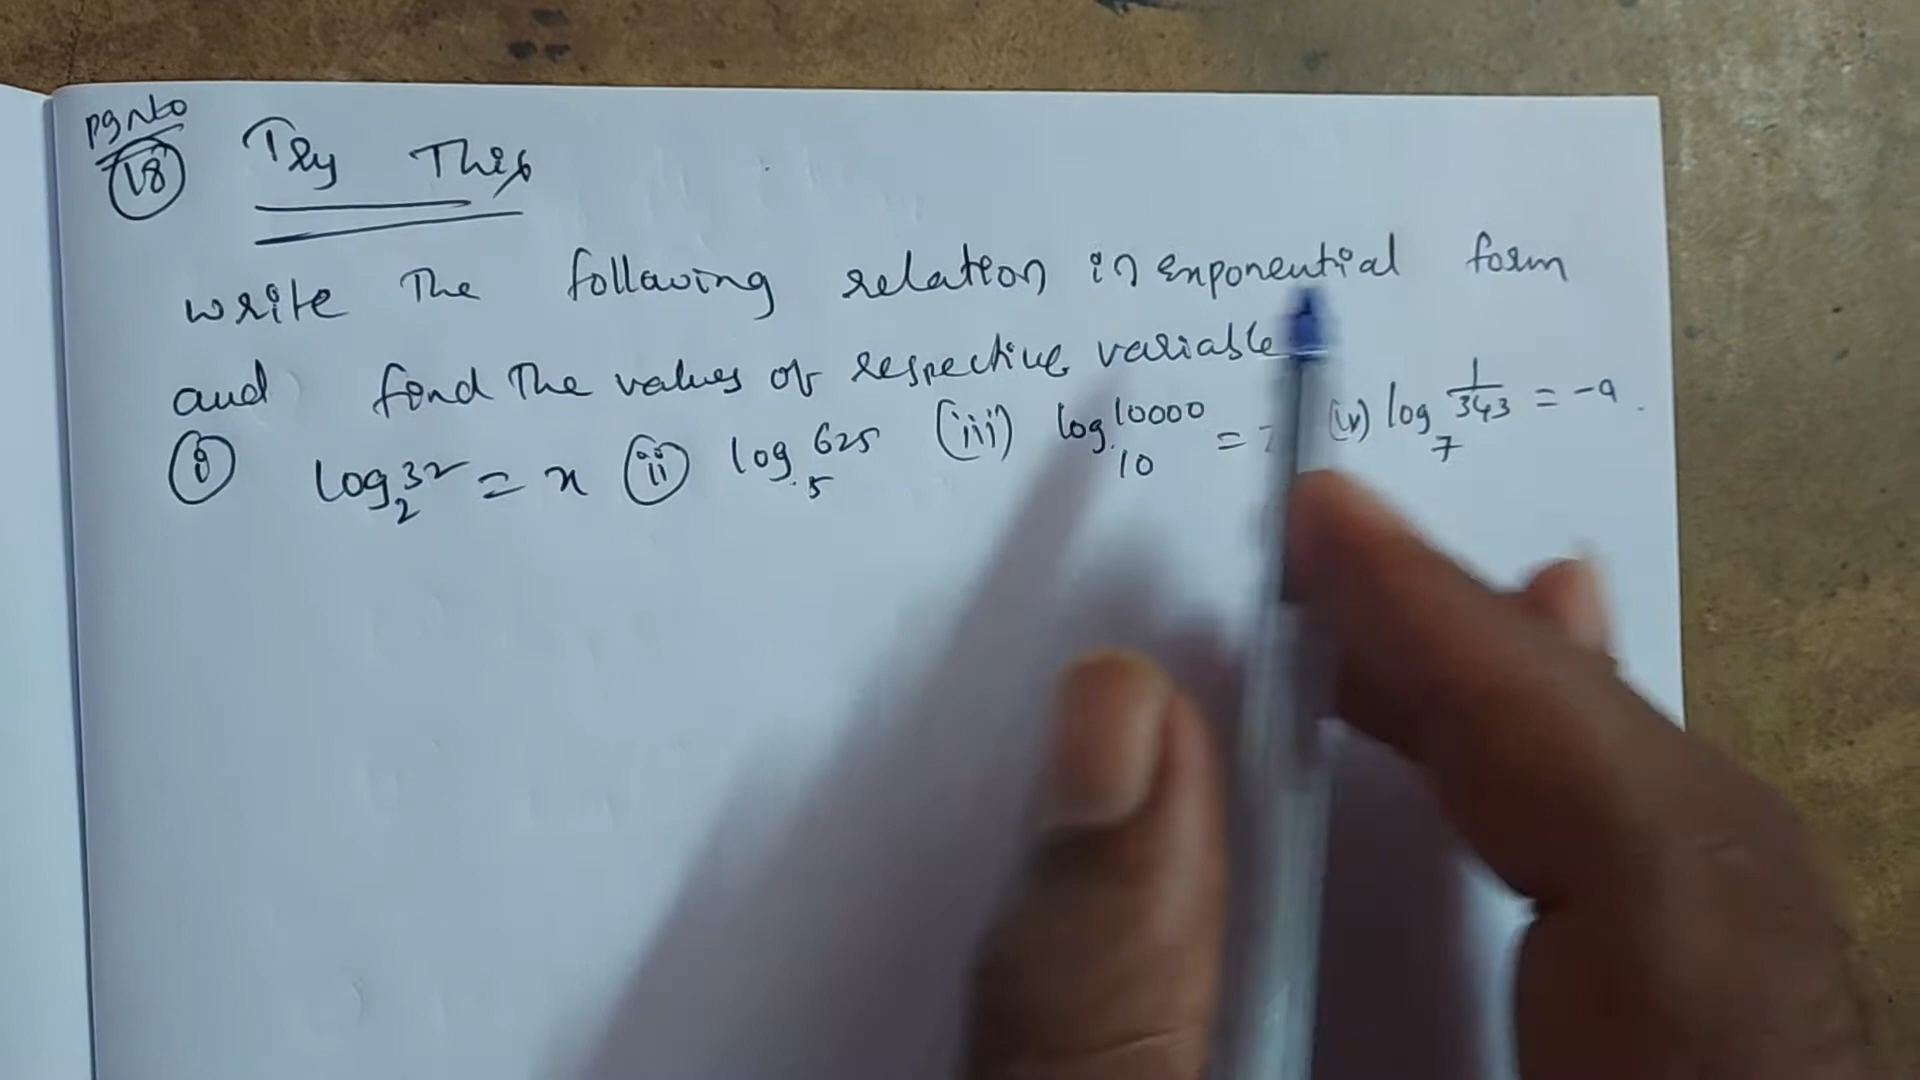 pg No
18 Try This
write The following relation in exponential form
and find The values of respective variable
(i) log₂32 = x (ii) log₅625 (iii) log₁₀10000 = (iv) log₇ 1/343 = -a